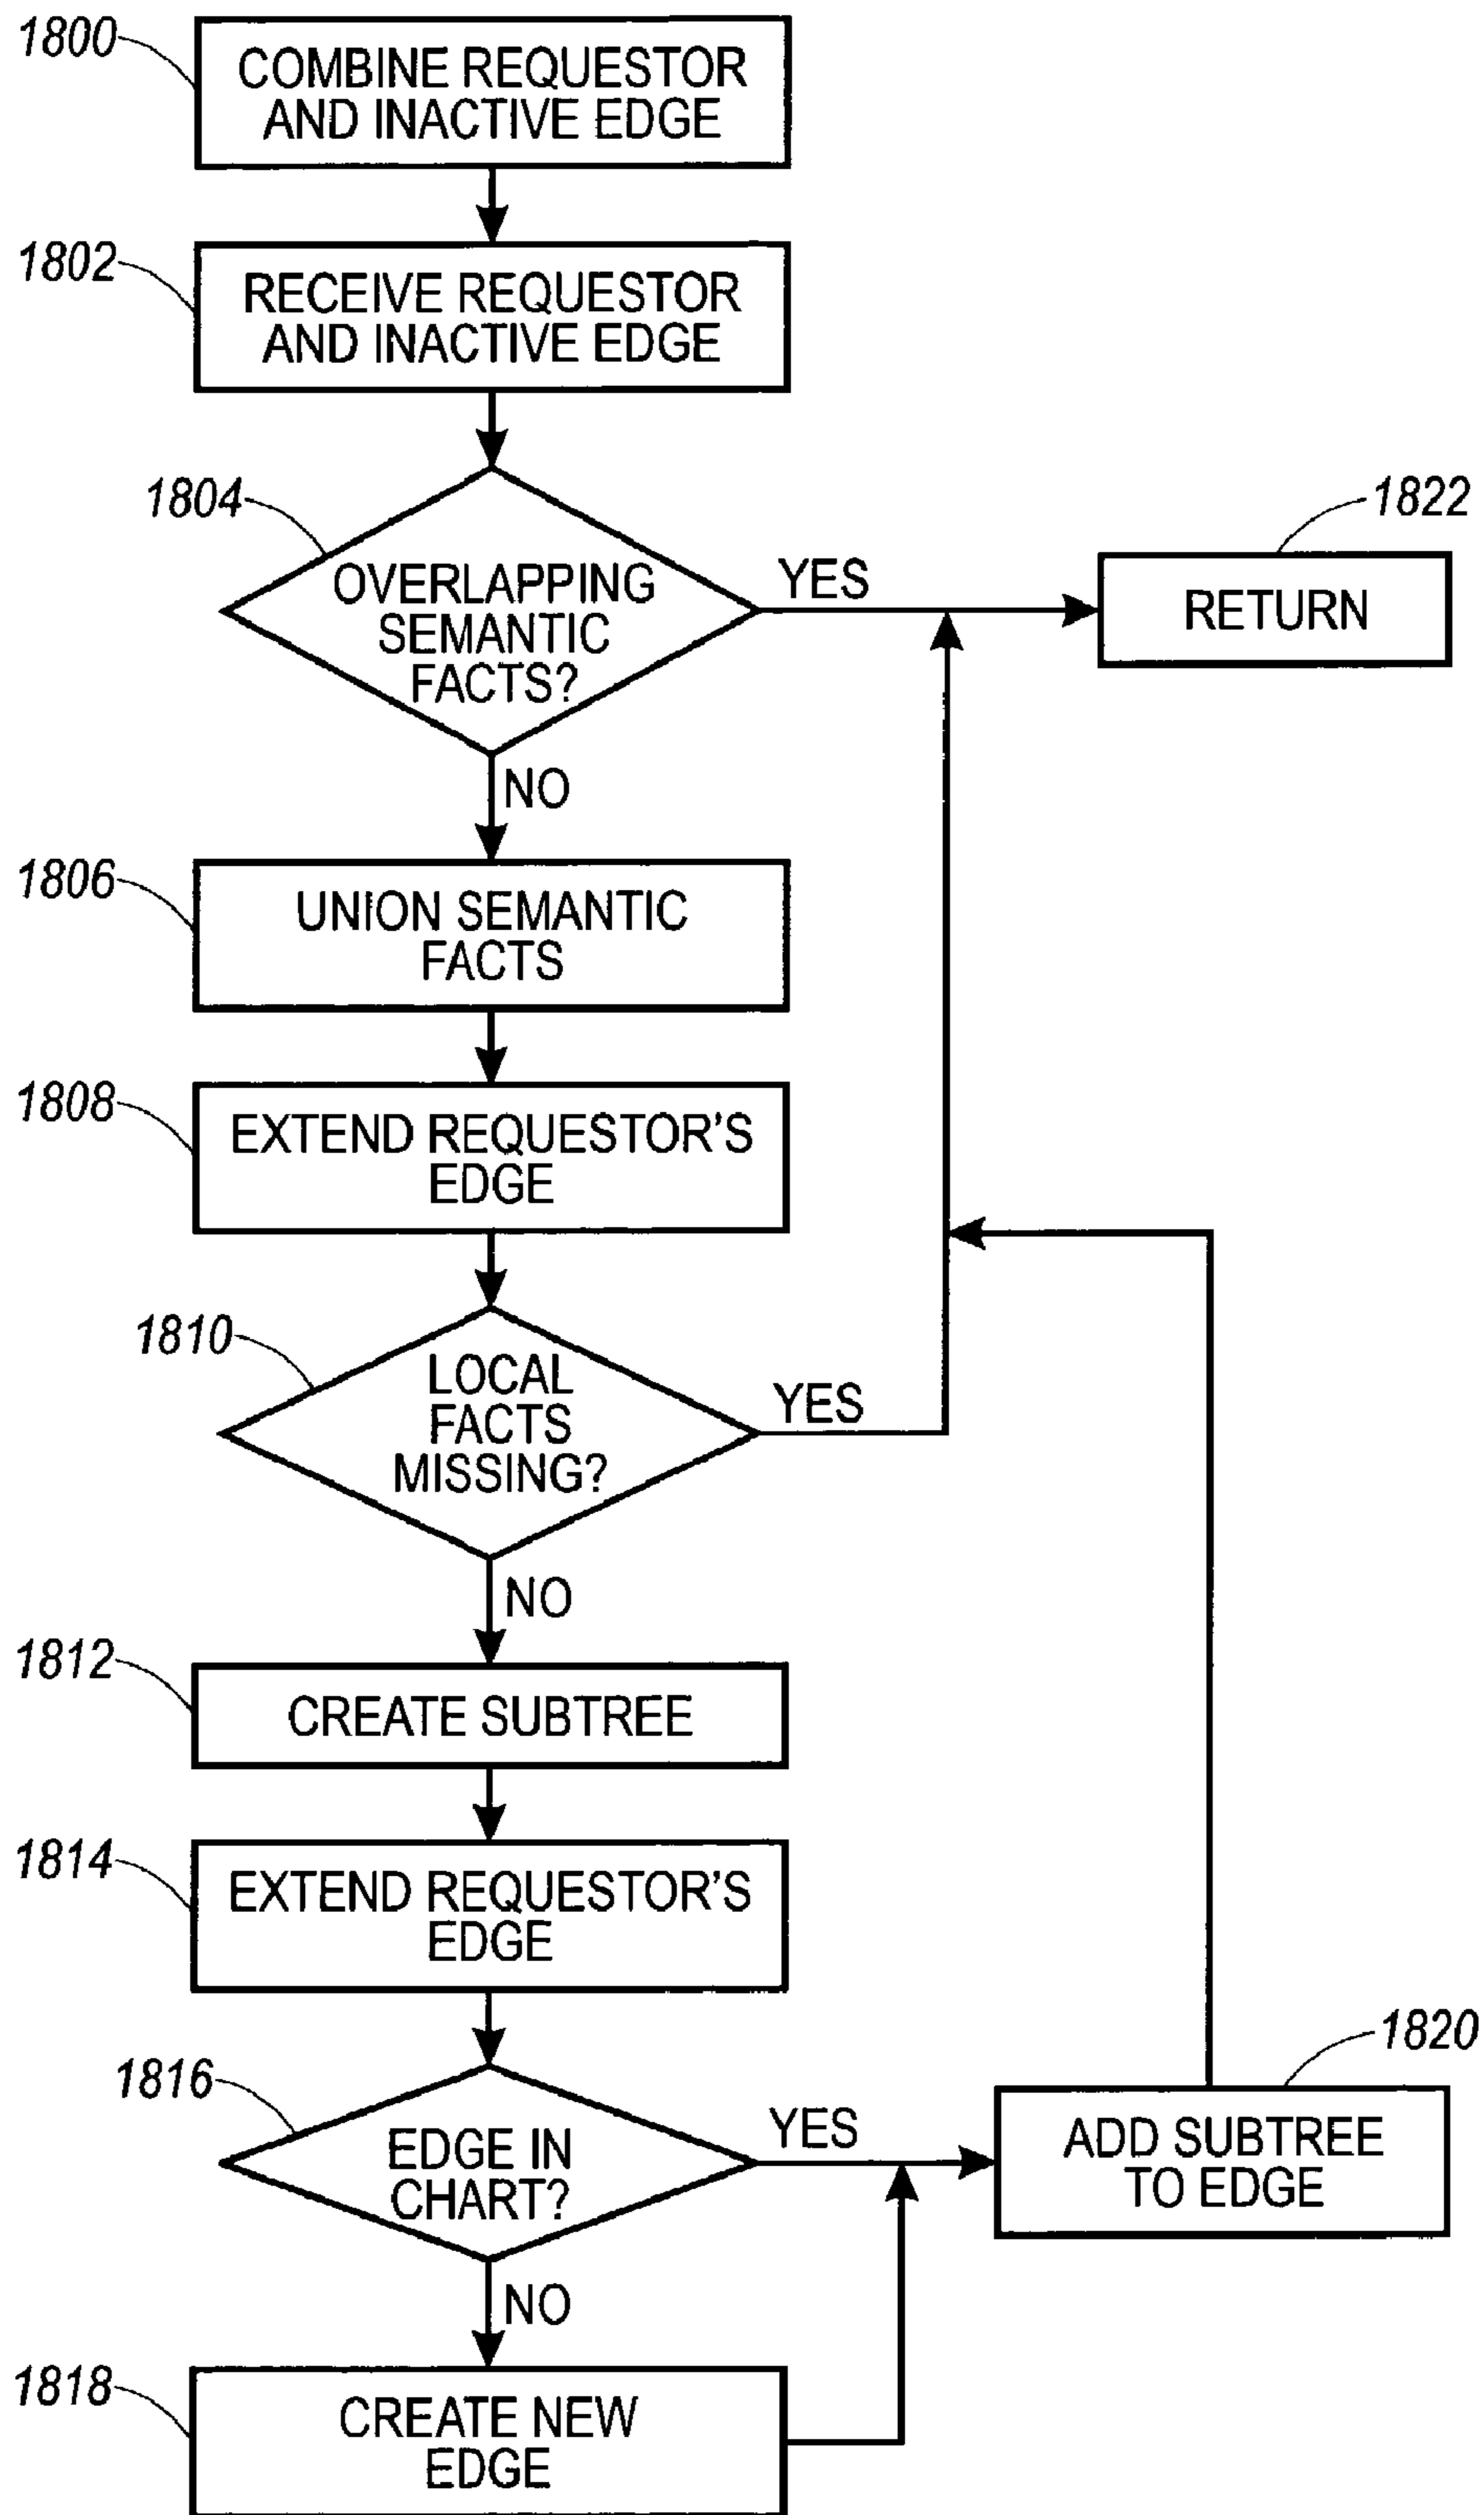 1800
COMBINE REQUESTOR
AND INACTIVE EDGE
1802
RECEIVE REQUESTOR
AND INACTIVE EDGE
1804
OVERLAPPING
SEMANTIC
FACTS?
YES
1822
RETURN
NO
1806
UNION SEMANTIC
FACTS
1808
EXTEND REQUESTOR'S
EDGE
1810
LOCAL
FACTS
MISSING?
YES
NO
1812
CREATE SUBTREE
1814
EXTEND REQUESTOR'S
EDGE
1816
EDGE IN
CHART?
YES
1820
ADD SUBTREE
TO EDGE
NO
1818
CREATE NEW
EDGE